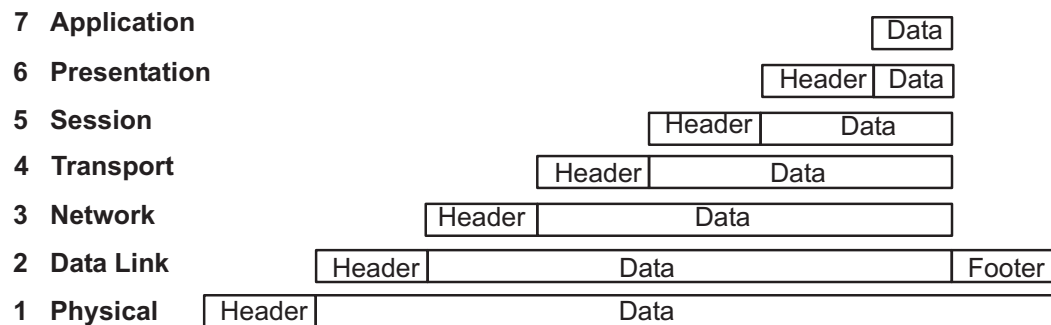 7 Application Data
6 Presentation Header Data
5 Session Header Data
4 Transport Header Data
3 Network Header Data
2 Data Link Header Data Footer
1 Physical Header Data